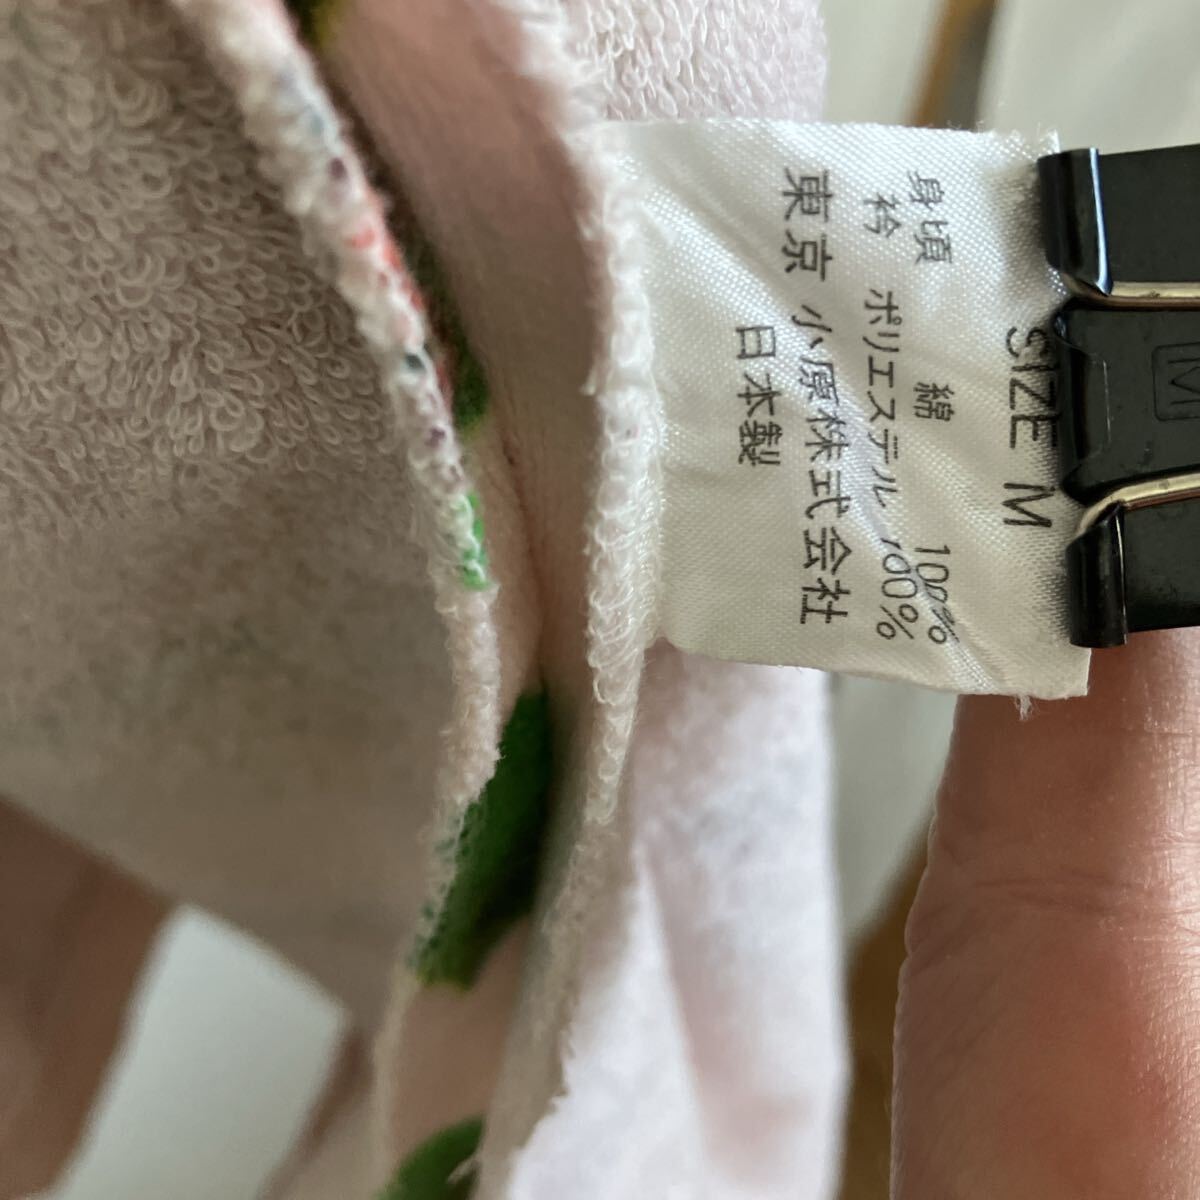 SIZE M
身頃 綿 100%
衿 ポリエステル 100%
東京 小原株式会社
日本製
M